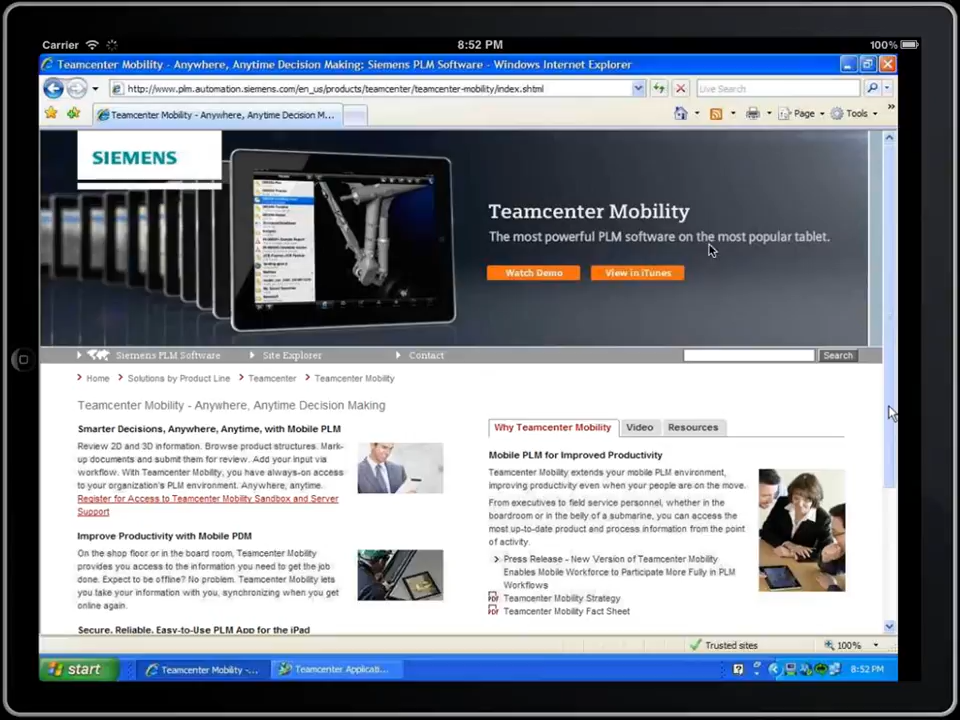 Carrier 8:52 PM 100%
Teamcenter Mobility - Anywhere, Anytime Decision Making: Siemens PLM Software - Windows Internet Explorer
http://www.plm.automation.siemens.com/en_us/products/teamcenter/teamcenter-mobility/index.shtml
Live Search
Teamcenter Mobility - Anywhere, Anytime Decision M...
Page Tools
SIEMENS
Teamcenter Mobility
The most powerful PLM software on the most popular tablet.
Watch Demo View in iTunes
Siemens PLM Software Site Explorer Contact Search
Home Solutions by Product Line Teamcenter Teamcenter Mobility
Teamcenter Mobility - Anywhere, Anytime Decision Making
Smarter Decisions, Anywhere, Anytime, with Mobile PLM
Review 2D and 3D information. Browse product structures. Mark-
up documents and submit them for review. Add your input via
workflow. With Teamcenter Mobility, you have always-on access
to your organization's PLM environment. Anywhere, anytime.
Register for Access to Teamcenter Mobility Sandbox and Server
Support
Improve Productivity with Mobile PDM
On the shop floor or in the board room, Teamcenter Mobility
provides you access to the information you need to get the job
done. Expect to be offline? No problem. Teamcenter Mobility lets
you take your information with you, synchronizing when you get
online again.
Secure. Reliable. Easy-to-Use PLM App for the iPad
Why Teamcenter Mobility Video Resources
Mobile PLM for Improved Productivity
Teamcenter Mobility extends your mobile PLM environment,
improving productivity even when your people are on the move.
From executives to field service personnel, whether in the
boardroom or in the belly of a submarine, you can access the
most up-to-date product and process information from the point
of activity.
Press Release - New Version of Teamcenter Mobility
Enables Mobile Workforce to Participate More Fully in PLM
Workflows
Teamcenter Mobility Strategy
Teamcenter Mobility Fact Sheet
Trusted sites 100%
start Teamcenter Mobility - ... Teamcenter Applicati... 8:52 PM